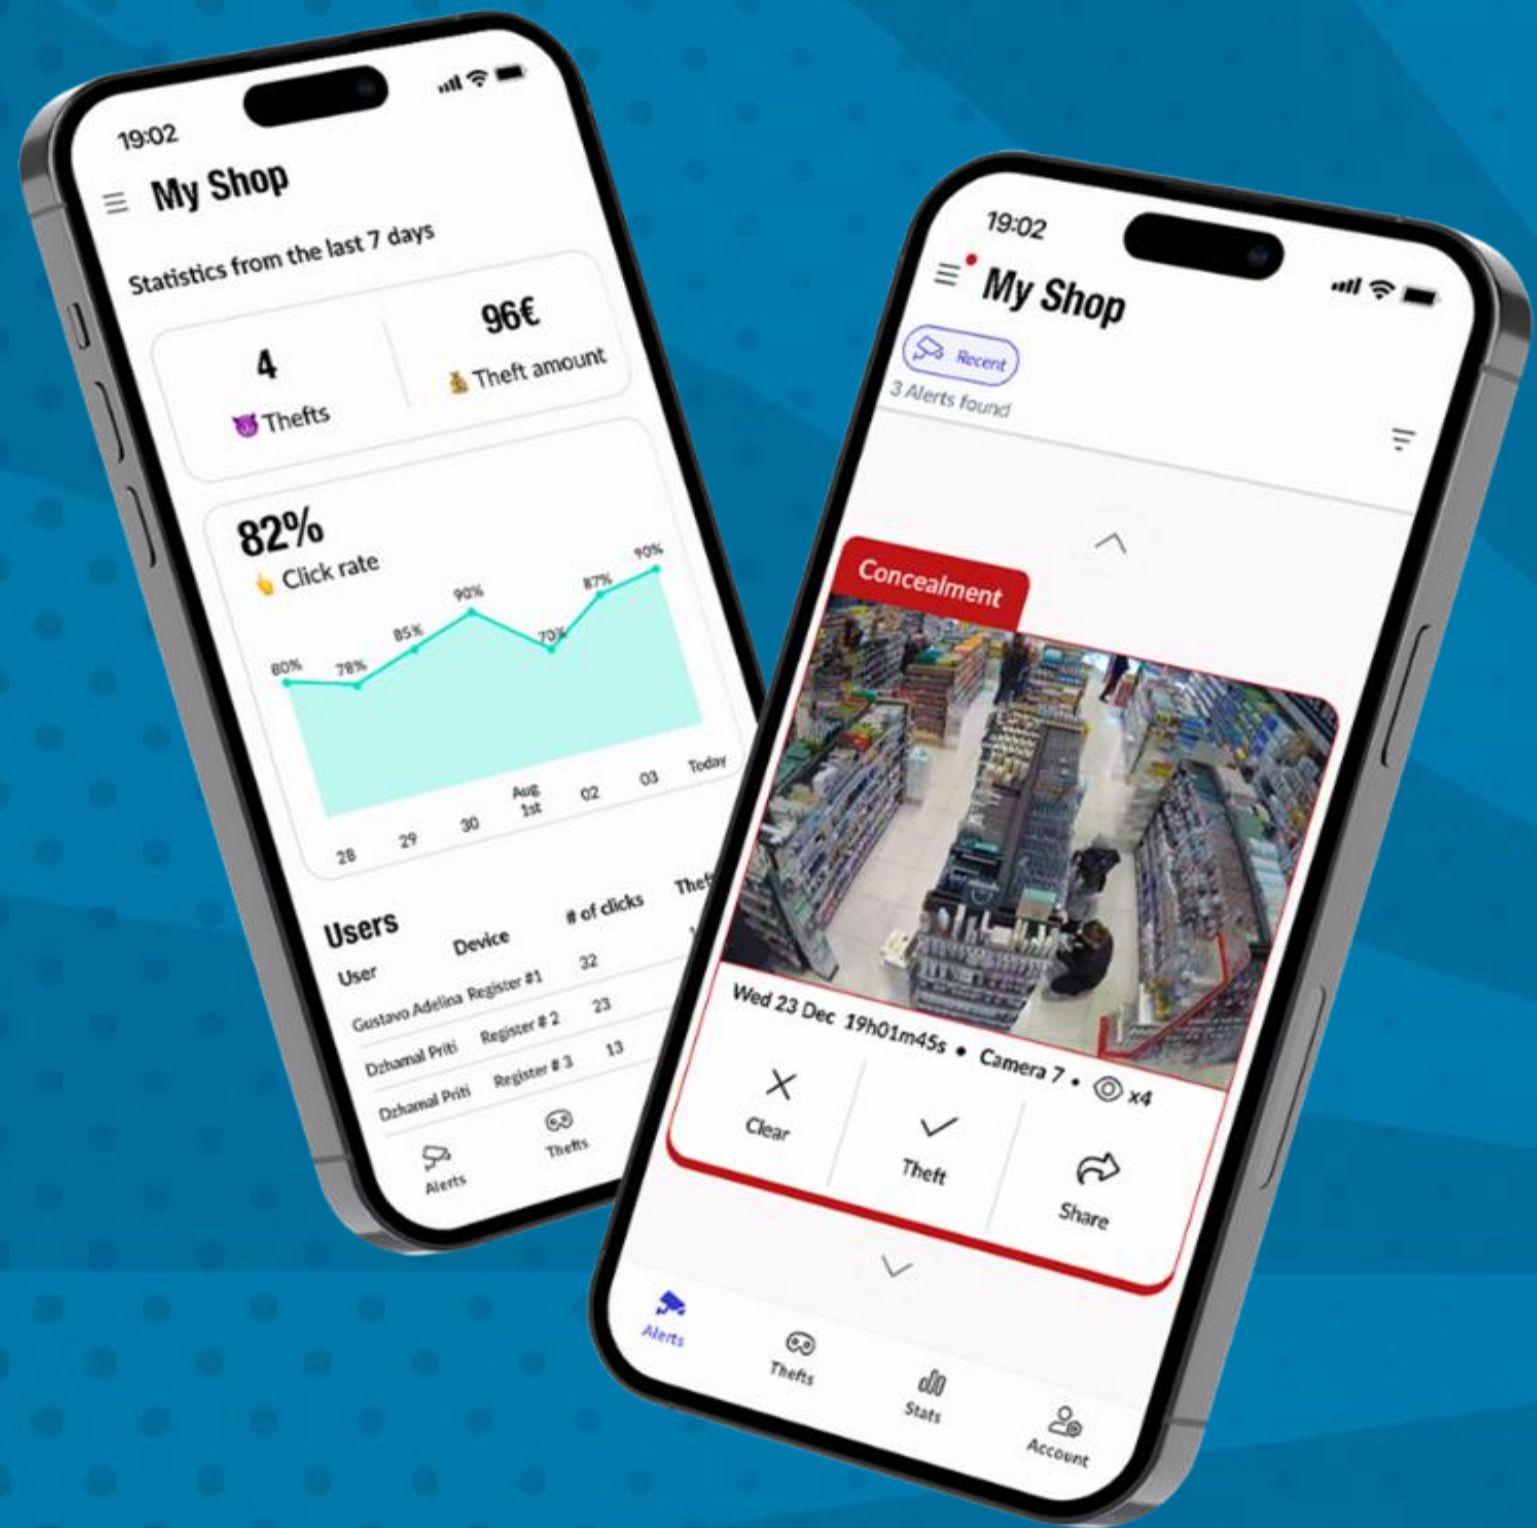 19:02
My Shop
Statistics from the last 7 days
4
Thefts
96€
Theft amount
82%
Click rate
80%
78%
85%
90%
70%
87%
90%
28
29
30
Aug 1st
02
03
Today
Users
User Device # of clicks
Gustavo Adelina Register #1 32
Dzhamal Priti Register # 2 23
Dzhamal Priti Register # 3 13
Alerts
Thefts
19:02
My Shop
Recent
3 Alerts found
Concealment
Wed 23 Dec 19h01m45s • Camera 7 • x4
Clear
Theft
Share
Alerts
Thefts
Stats
Account